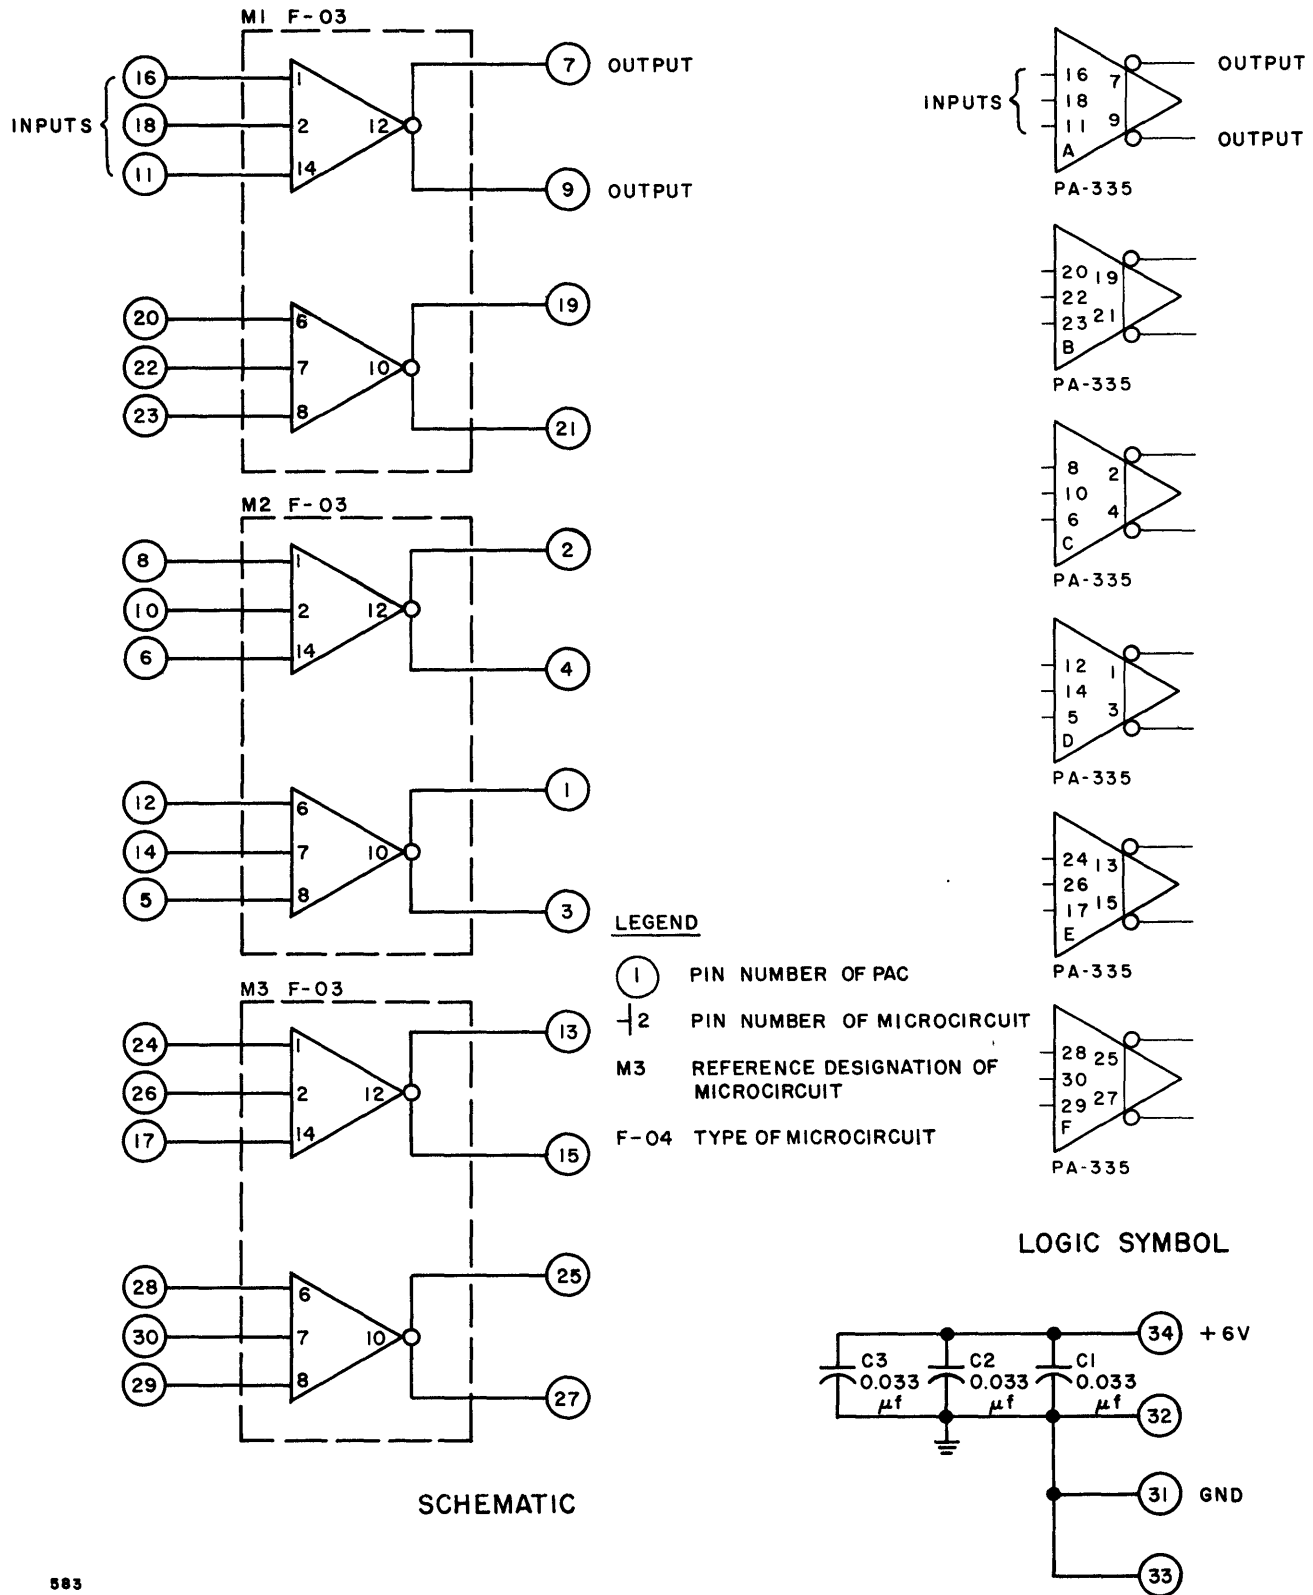 M1 F-03
INPUTS
16
18
11
1
2
14
12
7 OUTPUT
9 OUTPUT
20
22
23
6
7
8
10
19
21
M2 F-03
8
10
6
1
2
14
12
2
4
12
14
5
6
7
8
10
1
3
M3 F-03
24
26
17
1
2
14
12
13
15
28
30
29
6
7
8
10
25
27
SCHEMATIC
LEGEND
1 PIN NUMBER OF PAC
2 PIN NUMBER OF MICROCIRCUIT
M3 REFERENCE DESIGNATION OF
MICROCIRCUIT
F-04 TYPE OF MICROCIRCUIT
INPUTS
16
18
11
A
7
9
OUTPUT
OUTPUT
PA-335
20
22
23
B
19
21
PA-335
8
10
6
C
2
4
PA-335
12
14
5
D
1
3
PA-335
24
26
17
E
13
15
PA-335
28
30
29
F
25
27
PA-335
LOGIC SYMBOL
C3
0.033
μf
C2
0.033
μf
C1
0.033
μf
34 +6V
32
31 GND
33
583